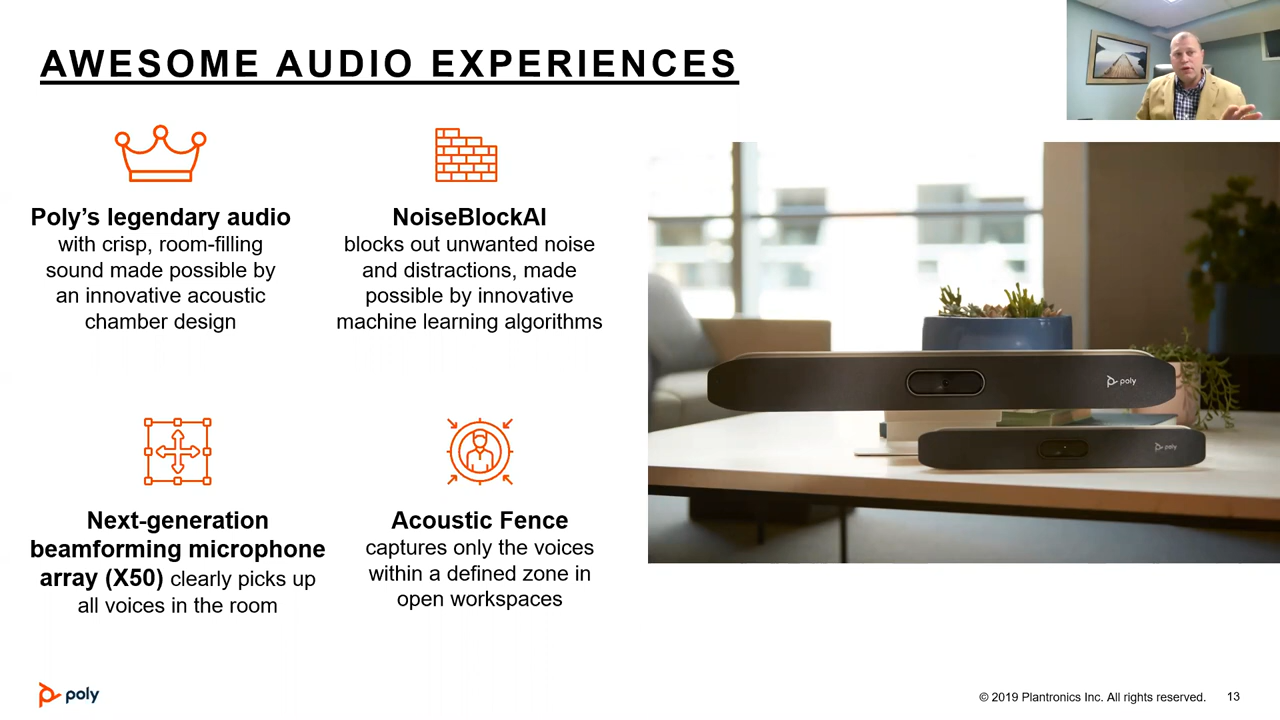 AWESOME AUDIO EXPERIENCES
Poly’s legendary audio
with crisp, room-filling
sound made possible by
an innovative acoustic
chamber design
NoiseBlockAI
blocks out unwanted noise
and distractions, made
possible by innovative
machine learning algorithms
Next-generation
beamforming microphone
array (X50) clearly picks up
all voices in the room
Acoustic Fence
captures only the voices
within a defined zone in
open workspaces
poly
poly
poly
© 2019 Plantronics Inc. All rights reserved. 13